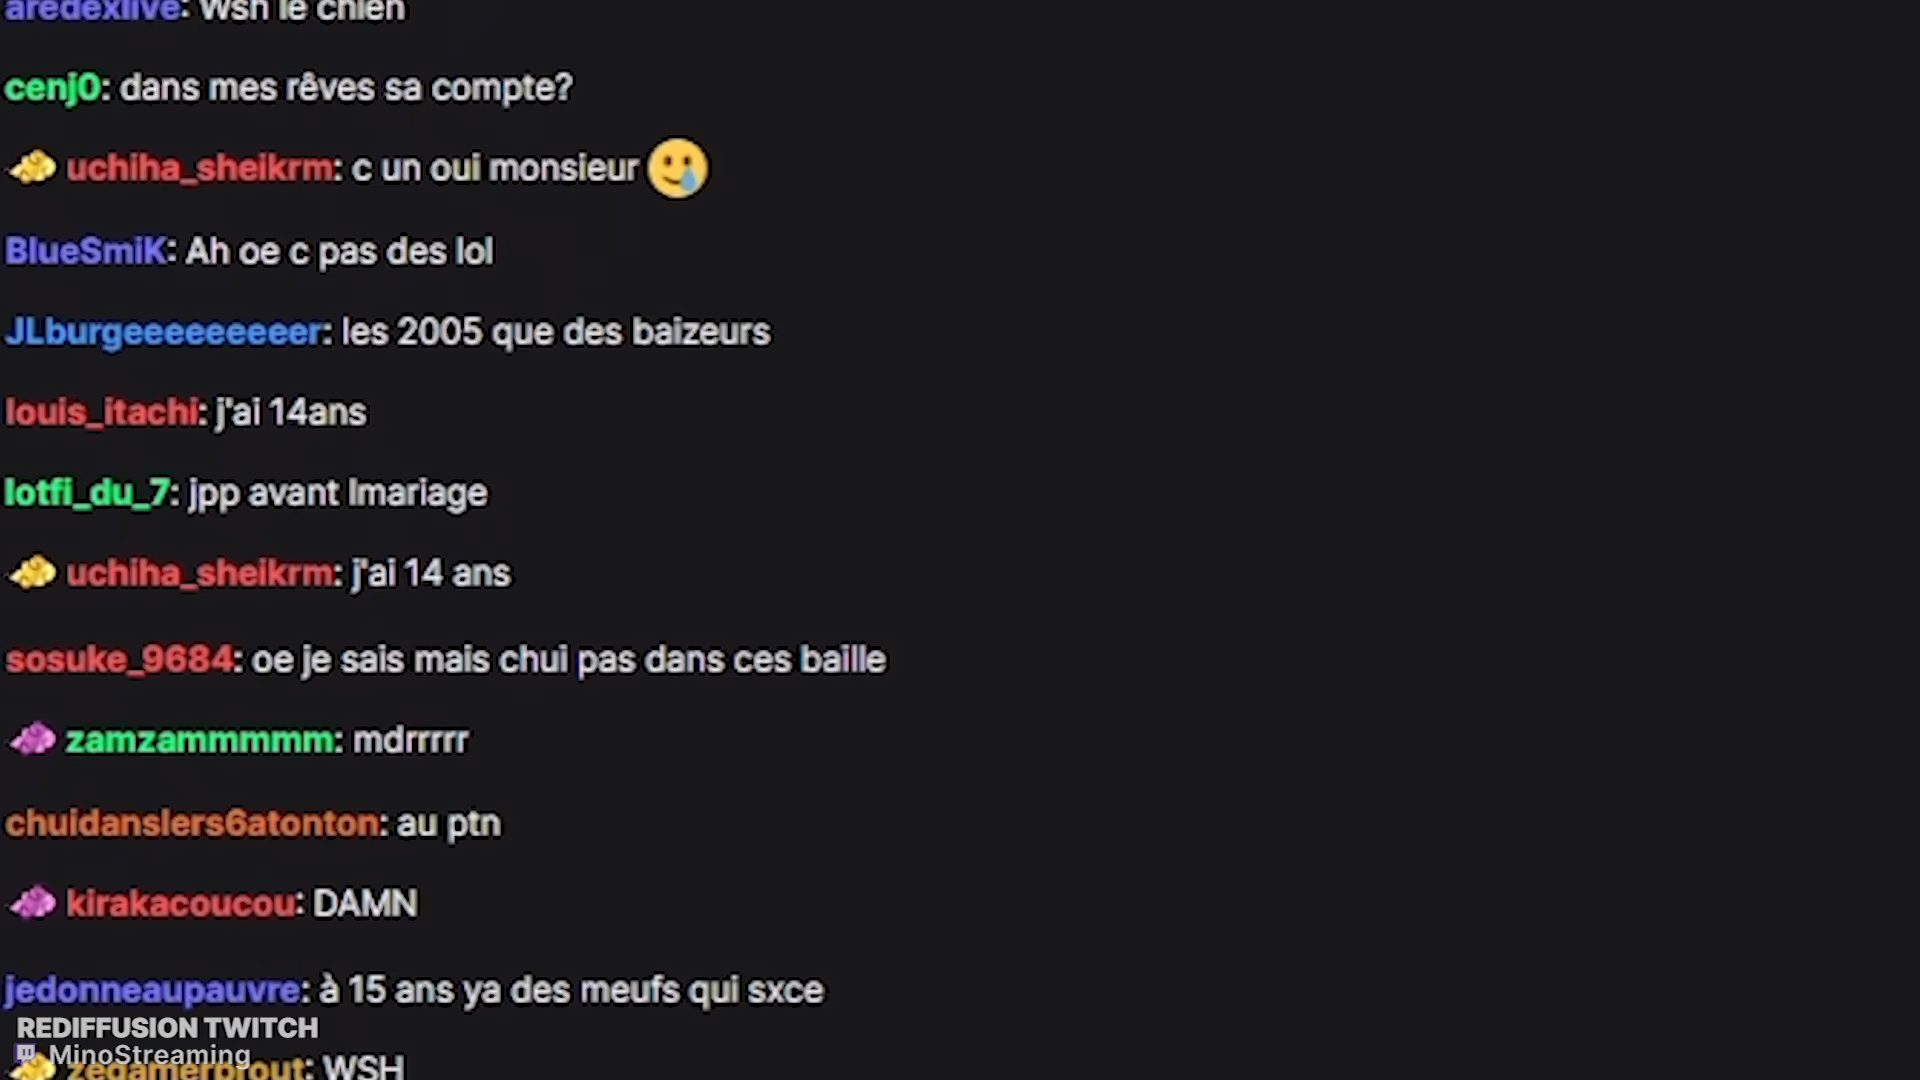 aredexlive: Wsh le chien
cenj0: dans mes rêves sa compte?
uchiha_sheikrm: c un oui monsieur
BlueSmiK: Ah oe c pas des lol
JLburgeeeeeeeeer: les 2005 que des baizeurs
louis_itachi: j'ai 14ans
lotfi_du_7: jpp avant lmariage
uchiha_sheikrm: j'ai 14 ans
sosuke_9684: oe je sais mais chui pas dans ces baille
zamzammmmm: mdrrrrr
chuidanslers6atonton: au ptn
kirakacoucou: DAMN
jedonneaupauvre: à 15 ans ya des meufs qui sxce
REDIFFUSION TWITCH
MinoStreaming
zegamerprout: WSH